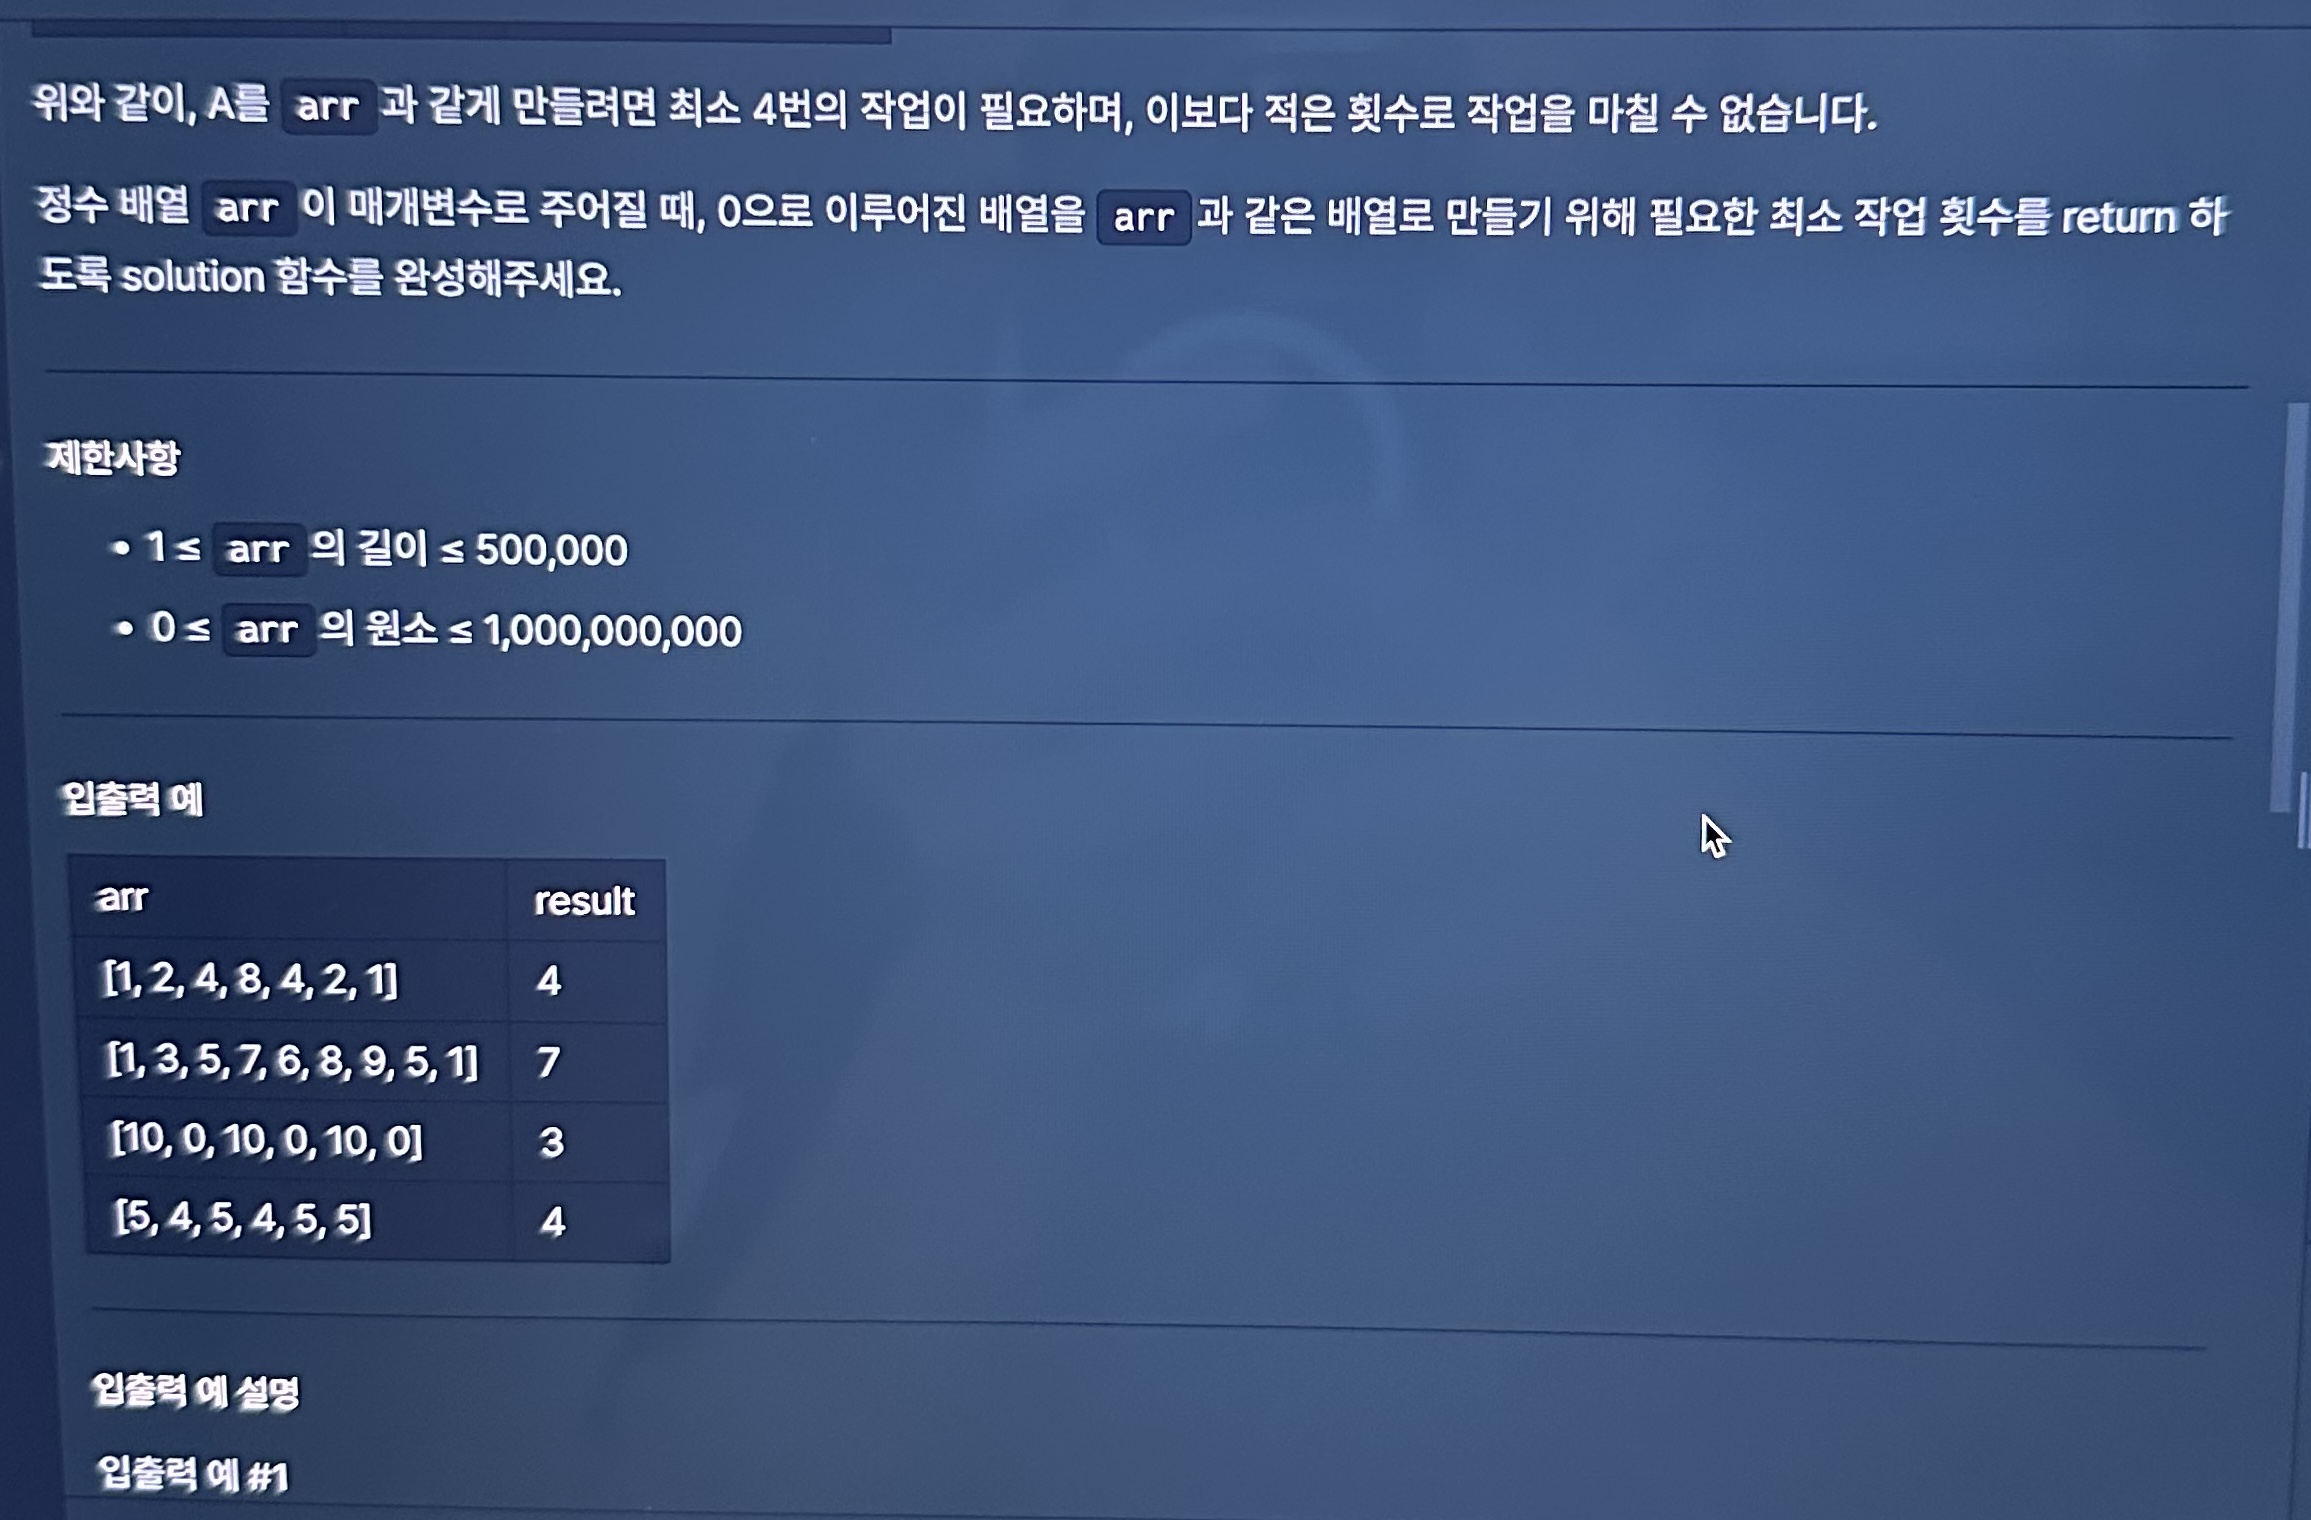 위와 같이, A를 arr 과 같게 만들려면 최소 4번의 작업이 필요하며, 이보다 적은 횟수로 작업을 마칠 수 없습니다.
정수 배열 arr 이 매개변수로 주어질 때, 0으로 이루어진 배열을 arr 과 같은 배열로 만들기 위해 필요한 최소 작업 횟수를 return 하
도록 solution 함수를 완성해주세요.
제한사항
• 1 ≤ arr 의 길이 ≤ 500,000
• 0 ≤ arr 의 원소 ≤ 1,000,000,000
입출력 예
arr result
[1, 2, 4, 8, 4, 2, 1] 4
[1, 3, 5, 7, 6, 8, 9, 5, 1] 7
[10, 0, 10, 0, 10, 0] 3
[5, 4, 5, 4, 5, 5] 4
입출력 예 설명
입출력 예 #1